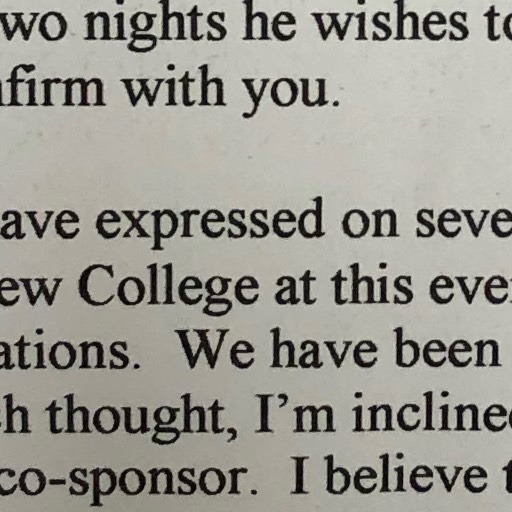 wo nights he wishes to
firm with you.
ave expressed on seve
ew College at this eve
ations.  We have been
h thought, I'm incline
co-sponsor.  I believe t